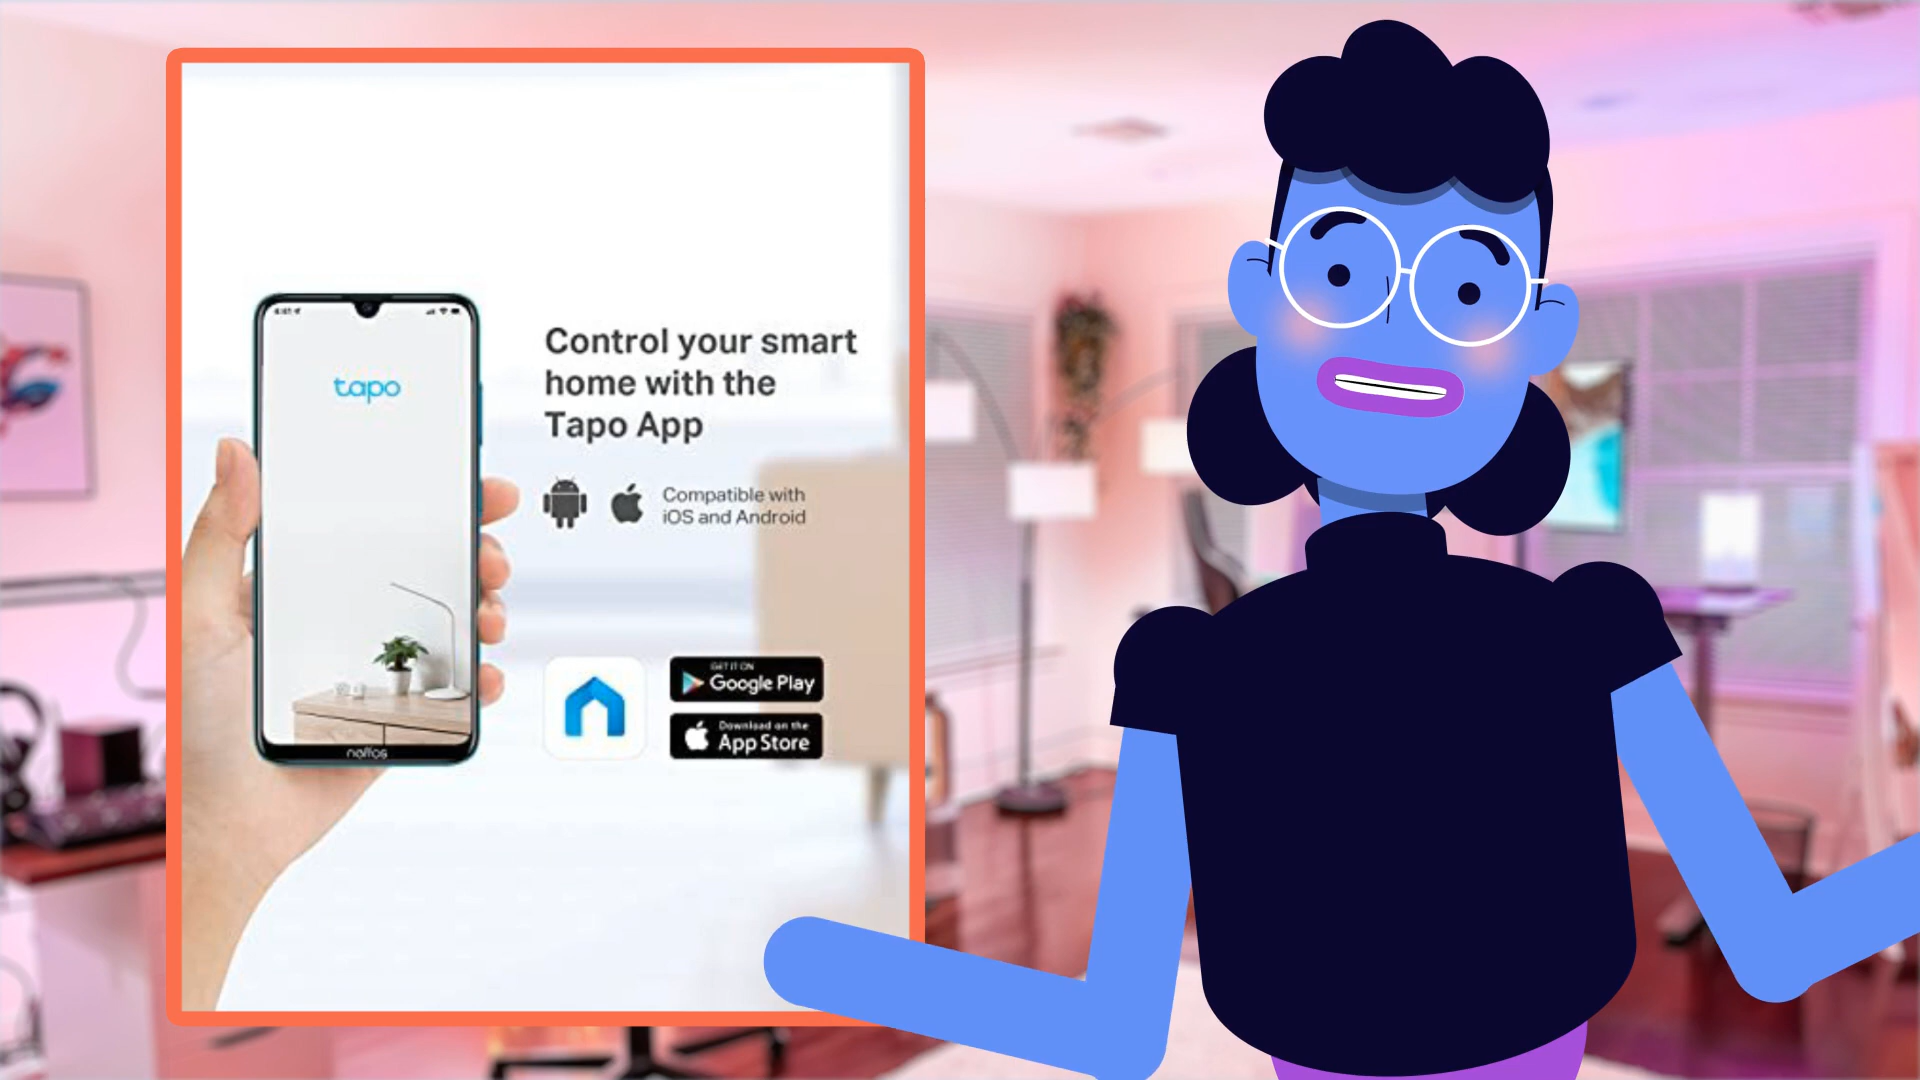 tapo
Control your smart
home with the
Tapo App
Compatible with
iOS and Android
GET IT ON
Google Play
Download on the
App Store
neffos